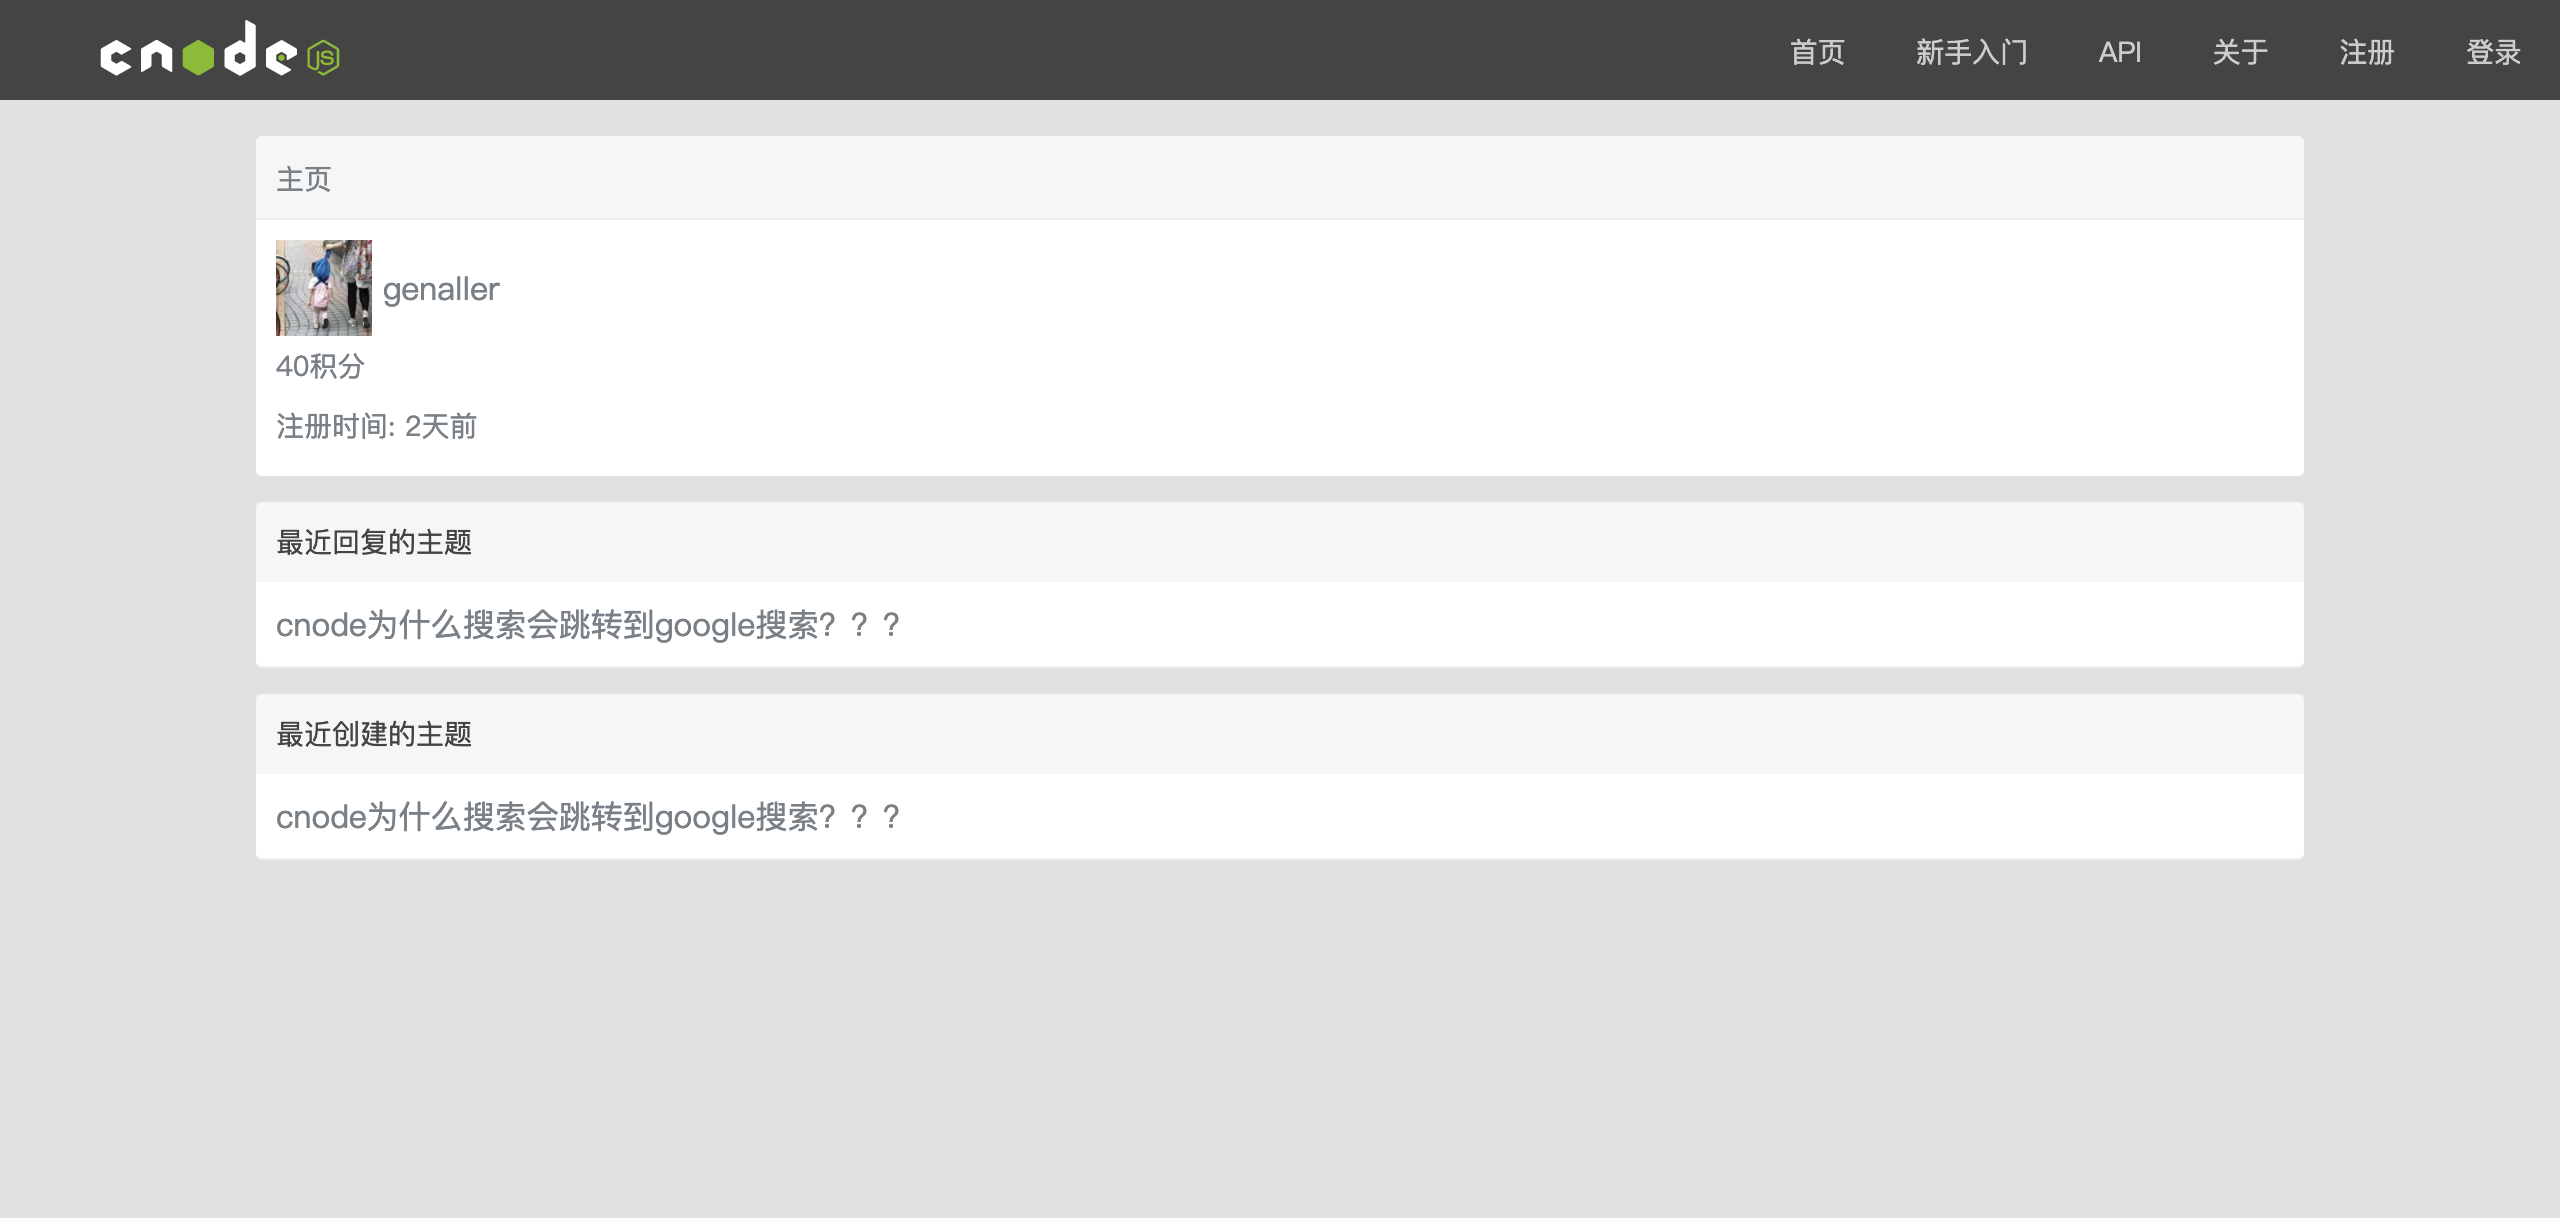 cnode JS 首页 新手入门 API 关于 注册 登录
主页
genaller
40积分
注册时间: 2天前
最近回复的主题
cnode为什么搜索会跳转到google搜索？？？
最近创建的主题
cnode为什么搜索会跳转到google搜索？？？